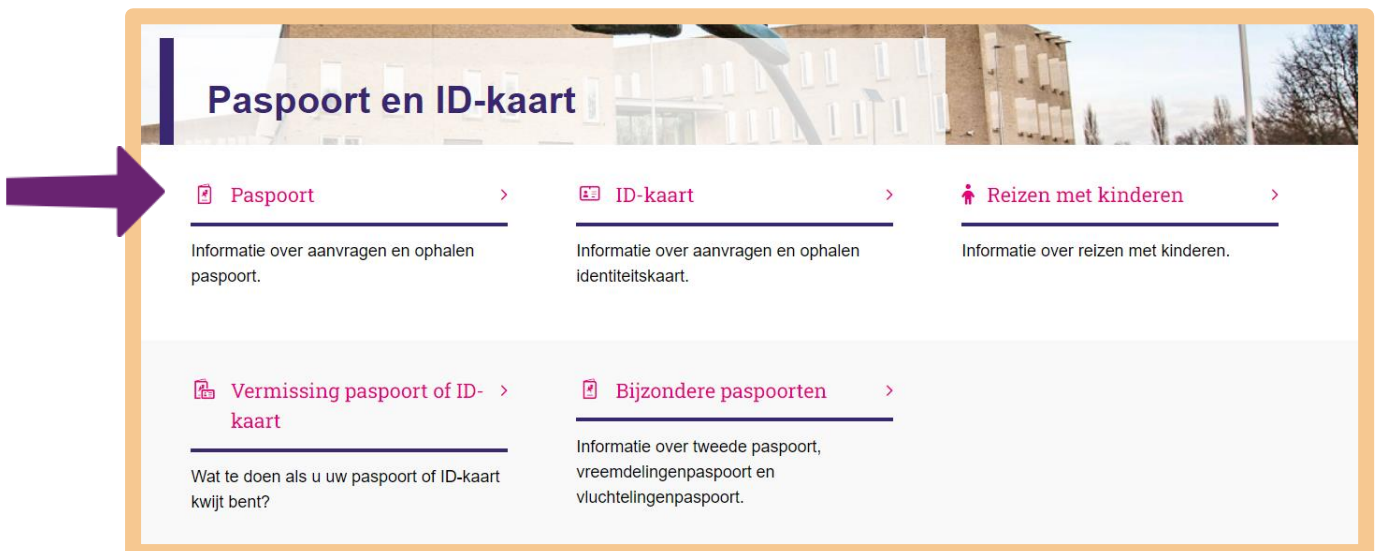 Paspoort en ID-kaart
Paspoort
ID-kaart
Reizen met kinderen
Informatie over aanvragen en ophalen
paspoort.
Informatie over aanvragen en ophalen
identiteitskaart.
Informatie over reizen met kinderen.
Vermissing paspoort of ID-
kaart
Wat te doen als u uw paspoort of ID-kaart
kwijt bent?
Bijzondere paspoorten
Informatie over tweede paspoort,
vreemdelingenpaspoort en
vluchtelingenpaspoort.